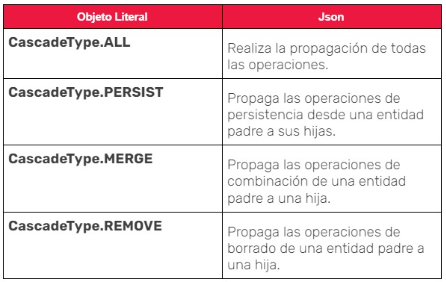 Objeto Literal
Json
CascadeType.ALL
Realiza la propagación de todas
las operaciones.
CascadeType.PERSIST
Propaga las operaciones de
persistencia desde una entidad
padre a sus hijas.
CascadeType.MERGE
Propaga las operaciones de
combinación de una entidad
padre a una hija.
CascadeType.REMOVE
Propaga las operaciones de
borrado de una entidad padre a
una hija.